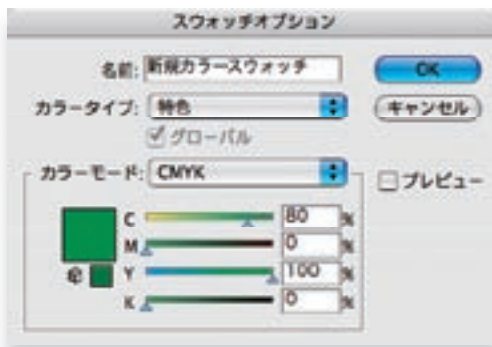 スウォッチオプション
名前: 新規カラースウォッチ
OK
カラータイプ: 特色
キャンセル
グローバル
カラーモード: CMYK
プレビュー
C 80 %
M 0 %
Y 100 %
K 0 %